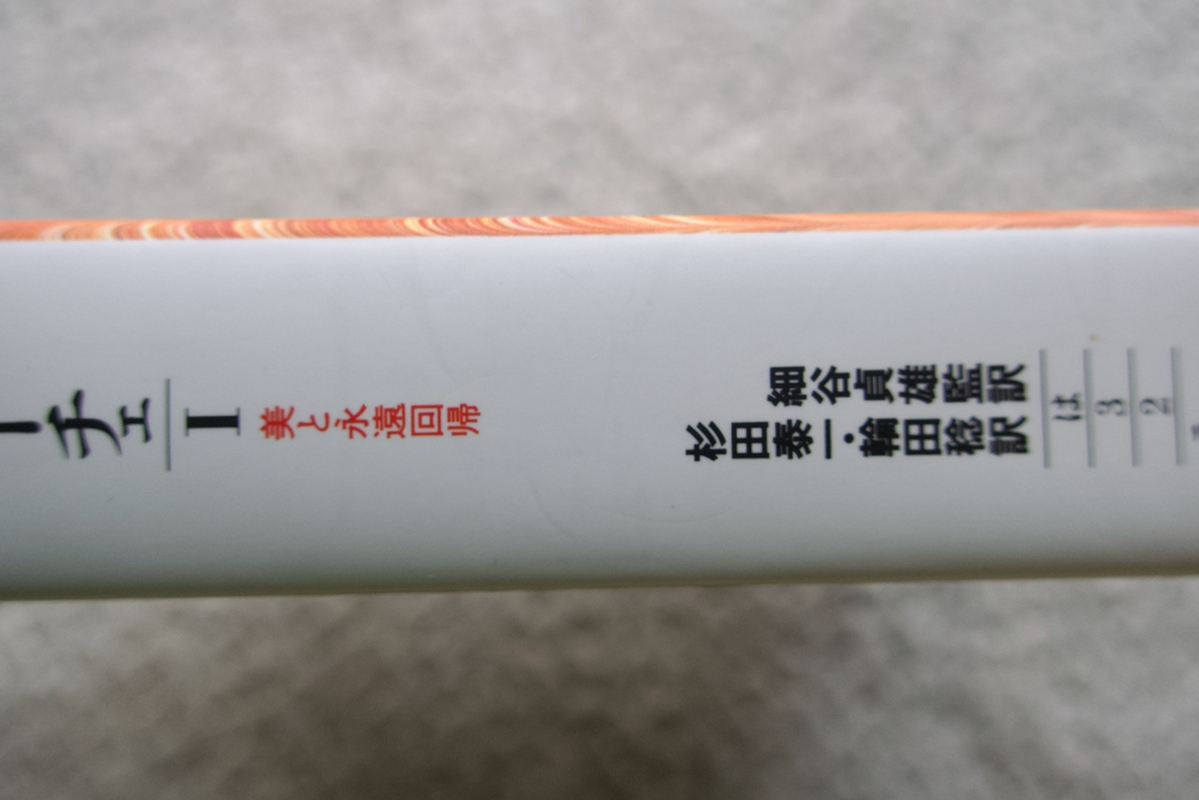 ーチェ
I
美と永遠回帰
細谷貞雄監訳
杉田泰一・輪田稔訳
は
3
2